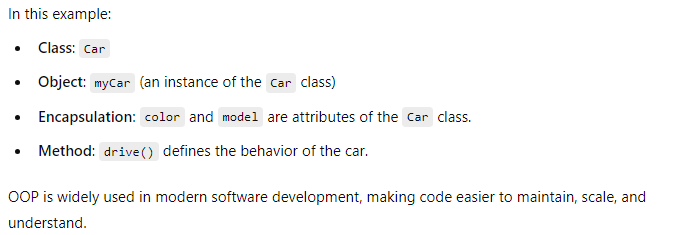 In this example:
• Class: Car
• Object: myCar (an instance of the Car class)
• Encapsulation: color and model are attributes of the Car class.
• Method: drive() defines the behavior of the car.
OOP is widely used in modern software development, making code easier to maintain, scale, and
understand.